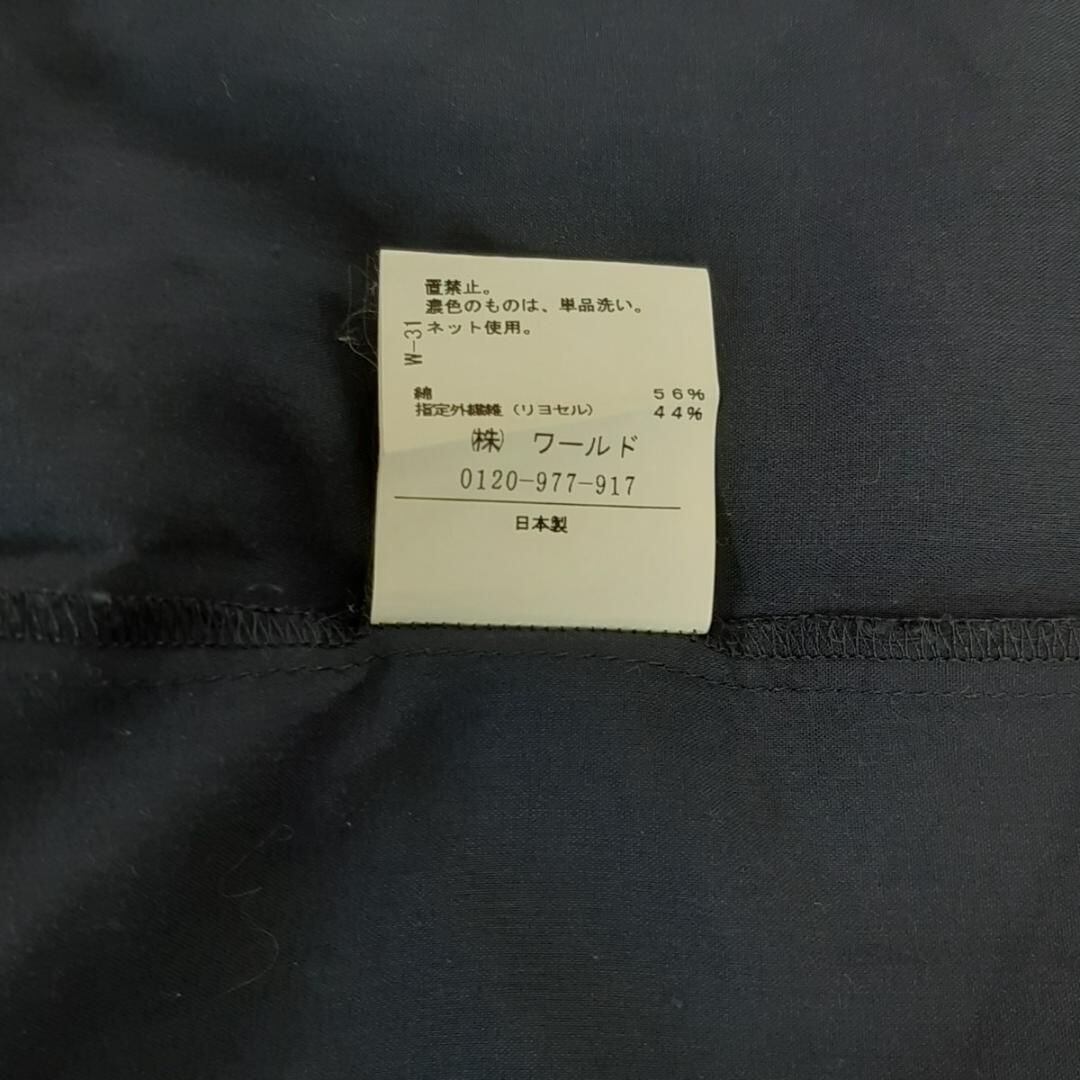 置禁止。
濃色のものは、単品洗い。
ネット使用。
W-31
綿 56%
指定外繊維(リヨセル) 44%
㈱ ワールド
0120-977-917
日本製